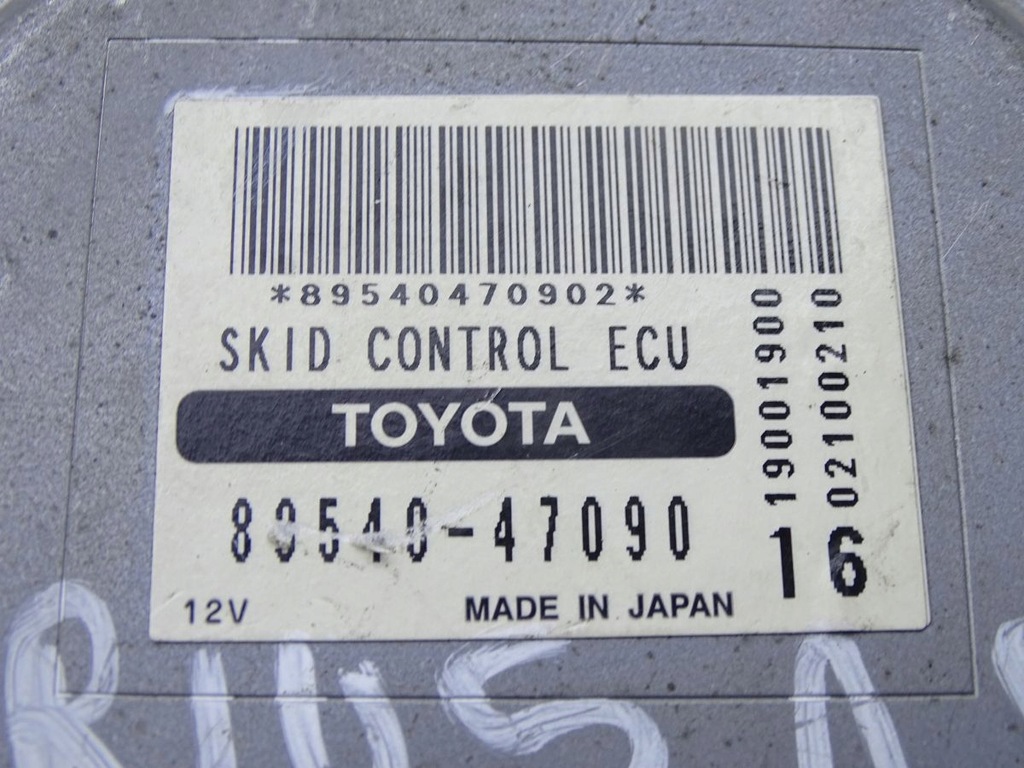 *89540470902*
SKID CONTROL ECU
TOYOTA
89540-47090
12V MADE IN JAPAN
19001900
02100210
16